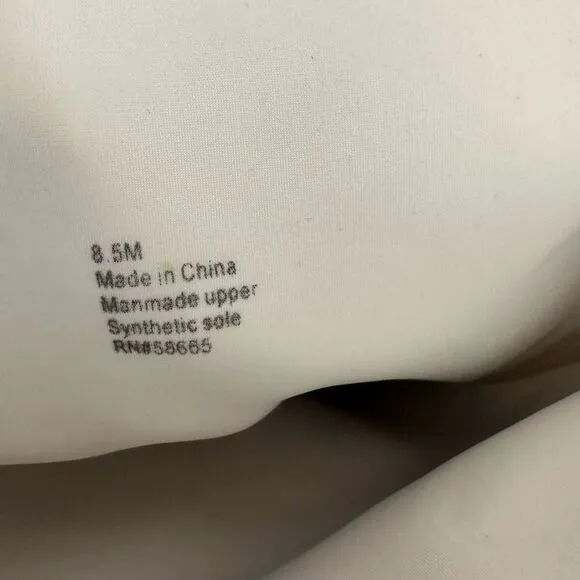 8.5M
Made in China
Manmade upper
Synthetic sole
RN#58665